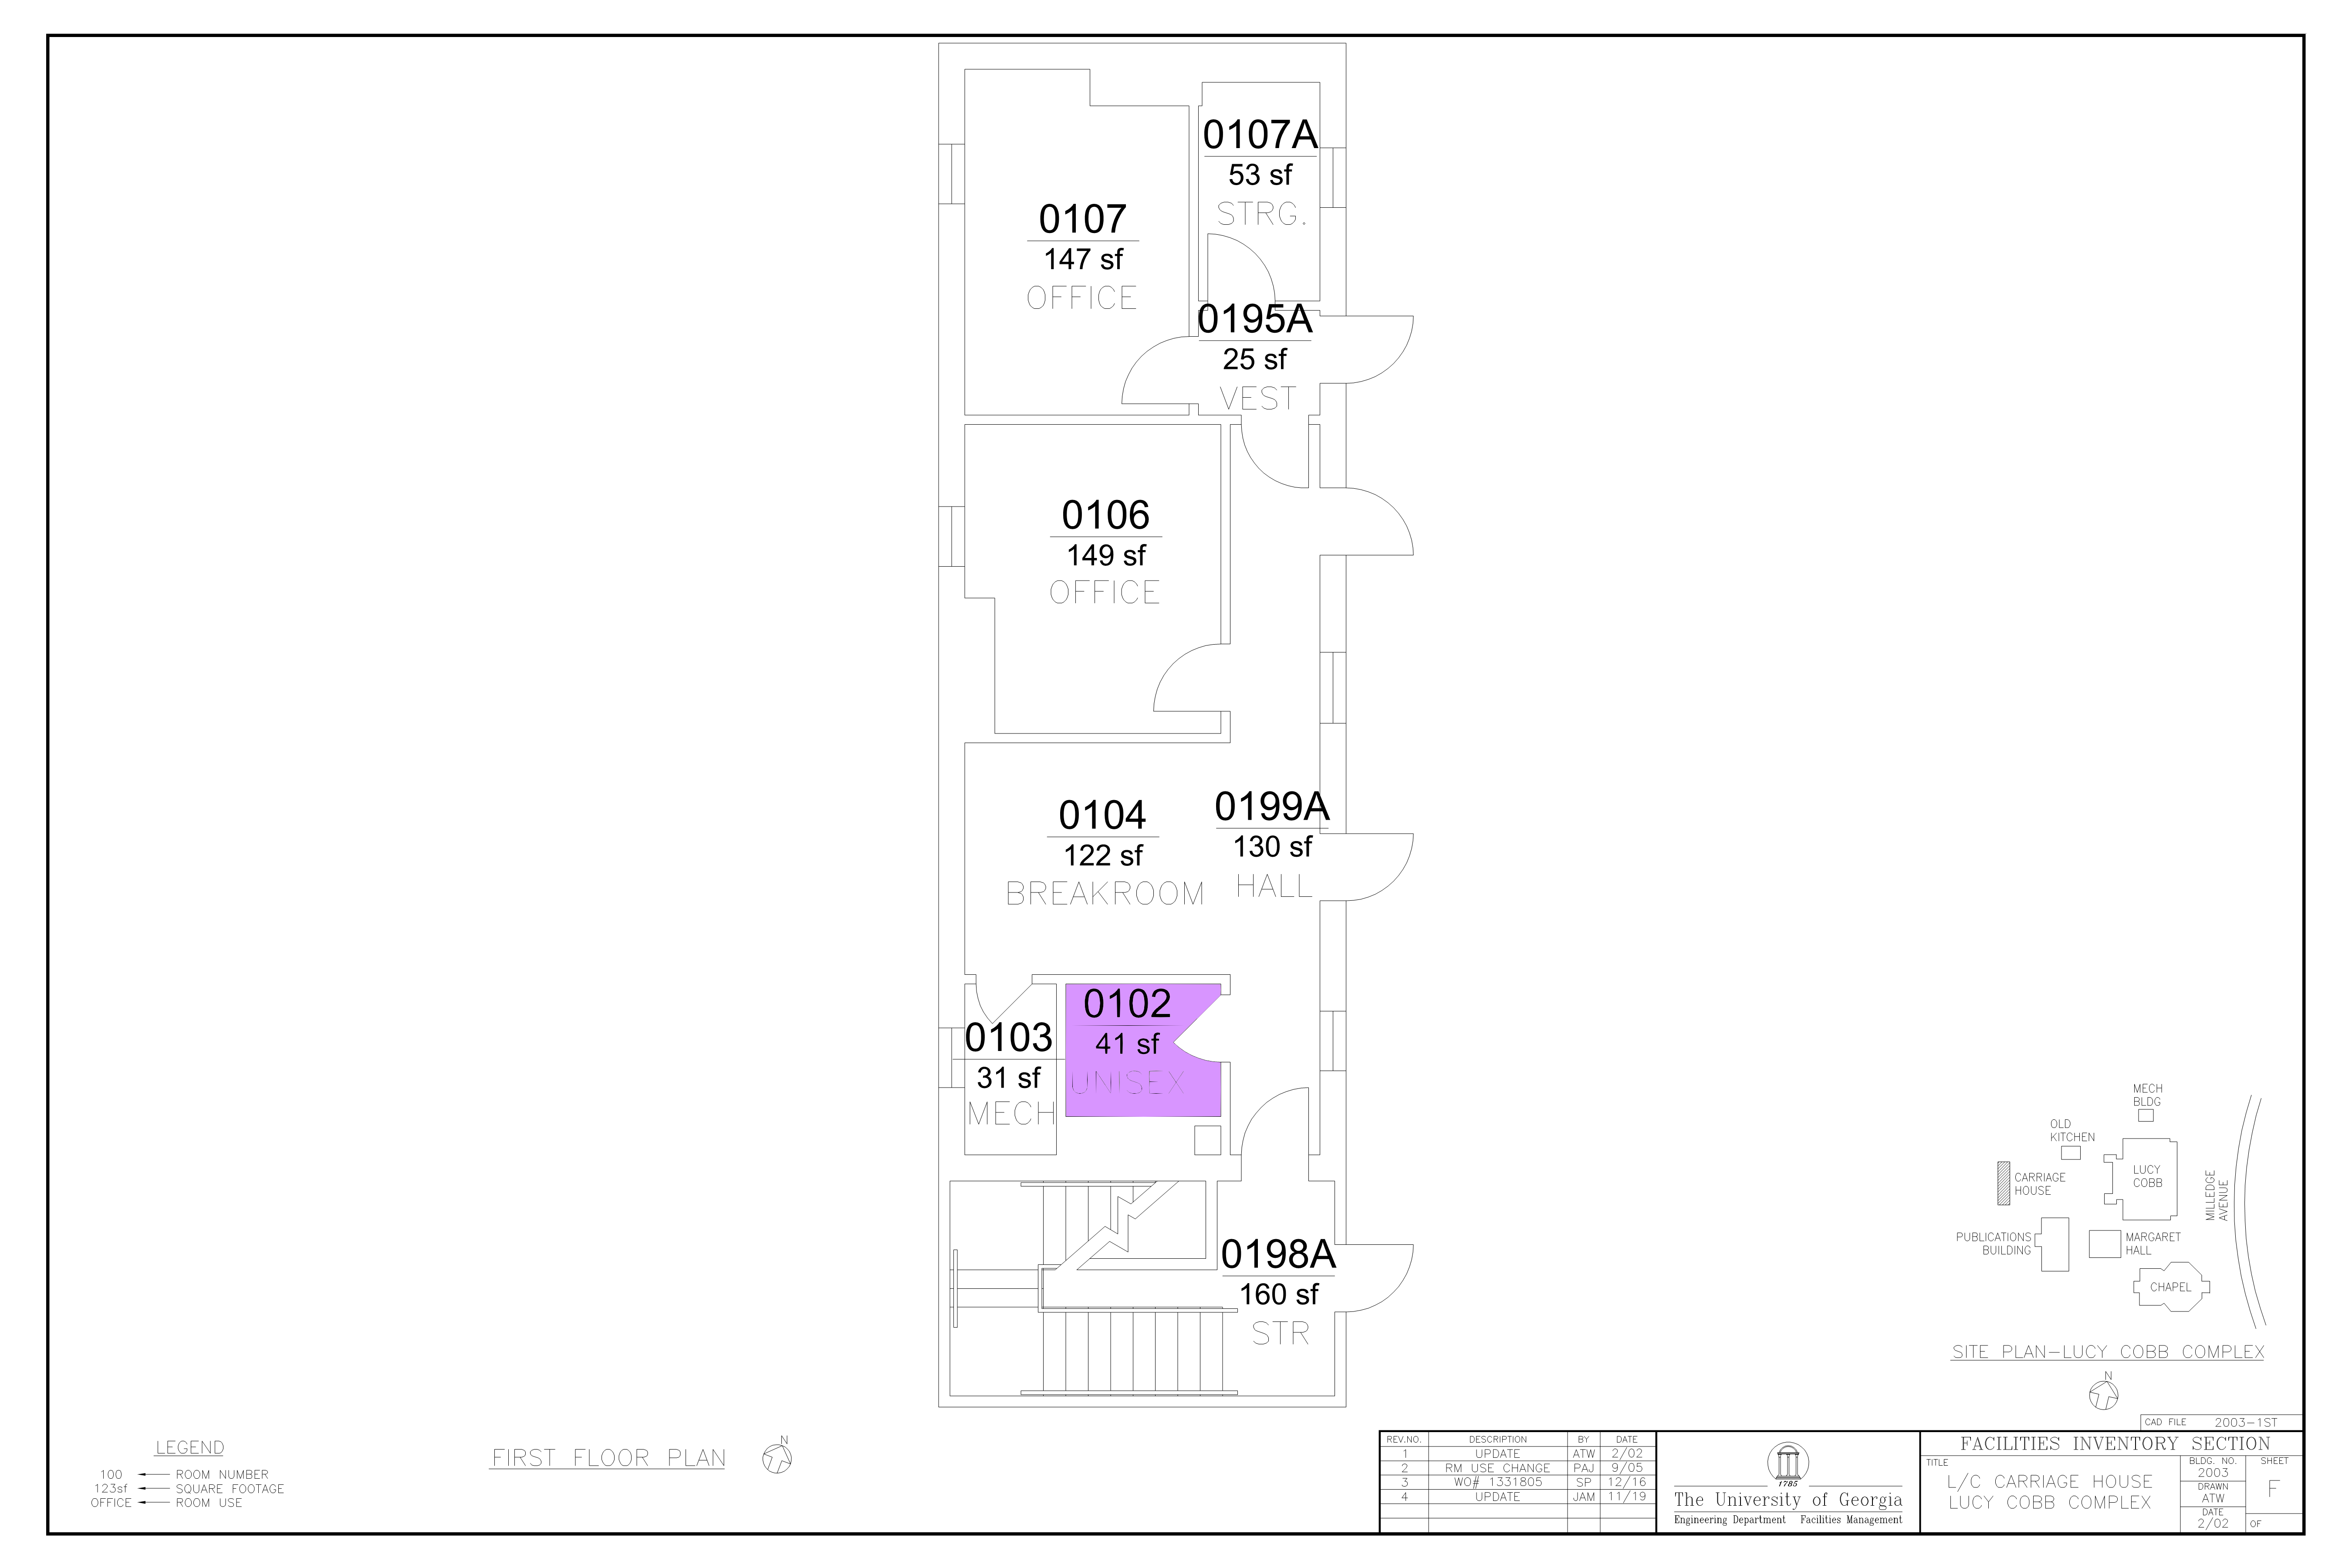 0107A
53 sf
STRG.
0107
147 sf
OFFICE
0195A
25 sf
VEST
0106
149 sf
OFFICE
0104
122 sf
BREAKROOM
0199A
130 sf
HALL
0102
41 sf
UNISEX
0103
31 sf
MECH
0198A
160 sf
STR
MECH
BLDG
OLD
KITCHEN
LUCY
COBB
CARRIAGE
HOUSE
MILLEDGE
AVENUE
PUBLICATIONS
BUILDING
MARGARET
HALL
CHAPEL
SITE PLAN-LUCY COBB COMPLEX
N
LEGEND
100 ROOM NUMBER
123sf SQUARE FOOTAGE
OFFICE ROOM USE
FIRST FLOOR PLAN
N
REV.NO. DESCRIPTION BY DATE
1 UPDATE ATW 2/02
2 RM USE CHANGE PAJ 9/05
3 WO# 1331805 SP 12/16
4 UPDATE JAM 11/19
1785
The University of Georgia
Engineering Department Facilities Management
CAD FILE 2003-1ST
FACILITIES INVENTORY SECTION
TITLE
L/C CARRIAGE HOUSE
LUCY COBB COMPLEX
BLDG. NO.
2003
DRAWN
ATW
DATE
2/02
SHEET
F
OF